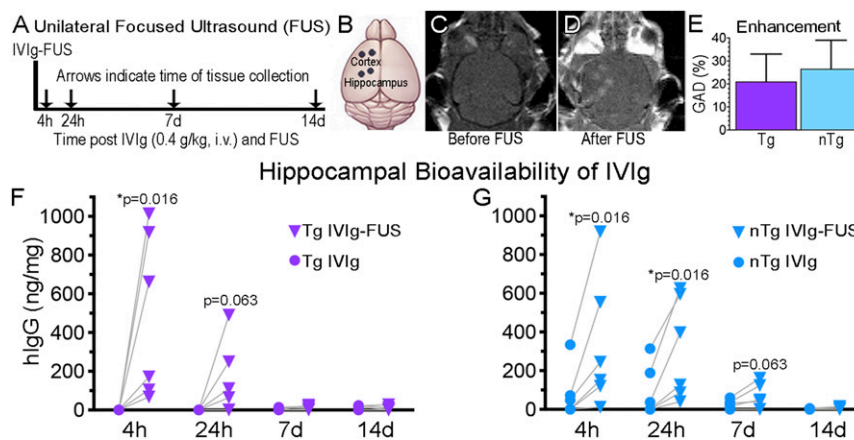 A Unilateral Focused Ultrasound (FUS)
IVIg-FUS
Arrows indicate time of tissue collection
4h 24h 7d 14d
Time post IVIg (0.4 g/kg, i.v.) and FUS
B
Cortex
Hippocampus
C
Before FUS
D
After FUS
E Enhancement
GAD (%)
40
30
20
10
0
Tg nTg
Hippocampal Bioavailability of IVIg
F
hIgG (ng/mg)
1000
800
600
400
200
0
*p=0.016
p=0.063
Tg IVIg-FUS
Tg IVIg
4h 24h 7d 14d
G
1000
800
600
400
200
0
*p=0.016
*p=0.016
p=0.063
nTg IVIg-FUS
nTg IVIg
4h 24h 7d 14d